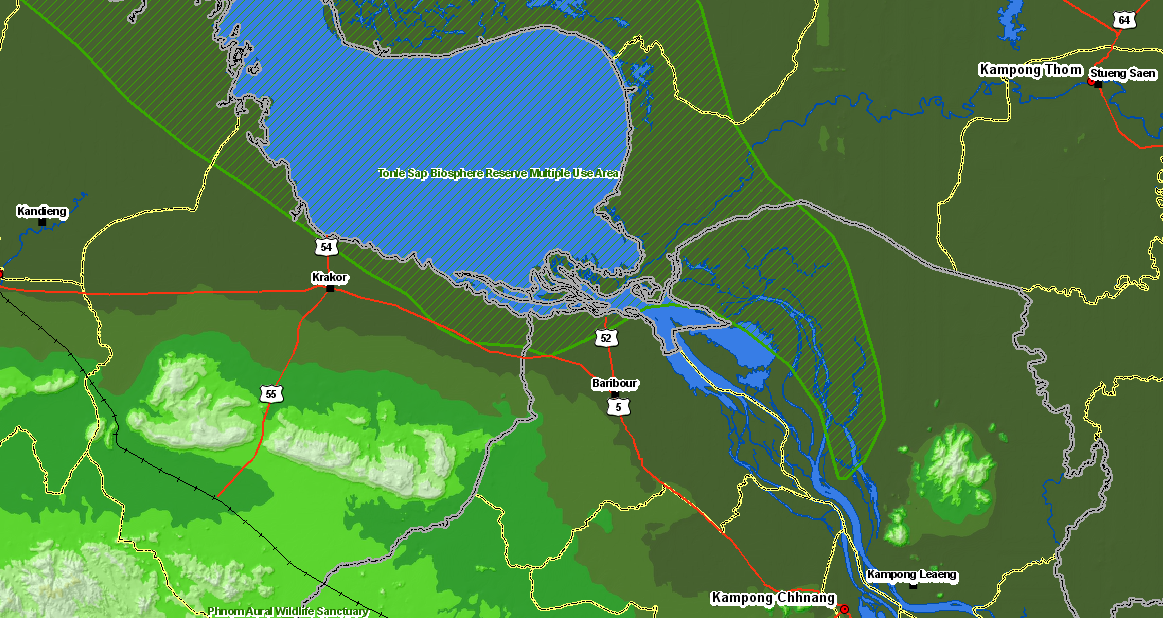 64
Kampong Thom
Stueng Saen
Tonle Sap Biosphere Reserve Multiple Use Area
Kandieng
54
Krakor
52
Baribour
55
5
Kampong Leaeng
Kampong Chhnang
Phnom Aural Wildlife Sanctuary